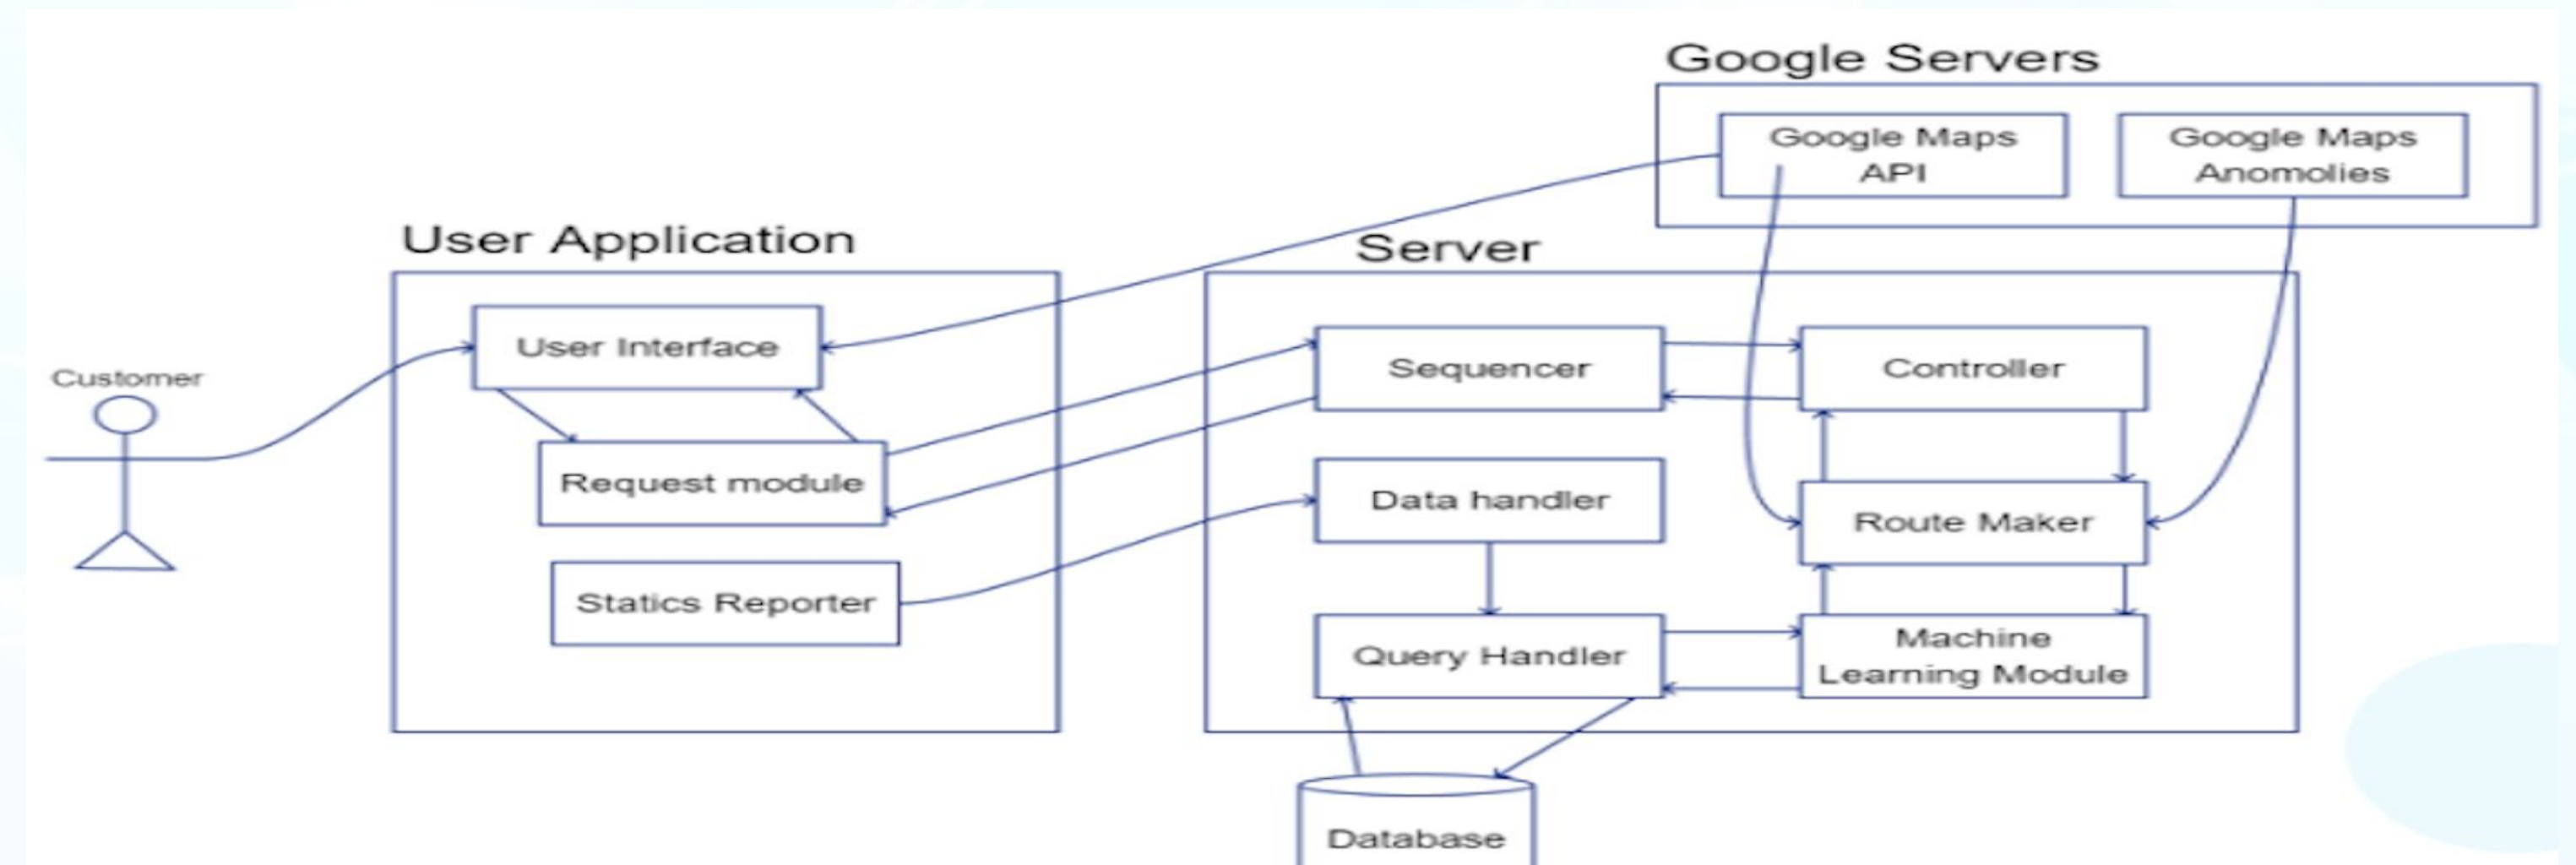 Google Servers
Google Maps
API
Google Maps
Anomolies
User Application
Server
User Interface
Customer
Sequencer
Controller
Request module
Data handler
Route Maker
Statics Reporter
Query Handler
Machine
Learning Module
Database